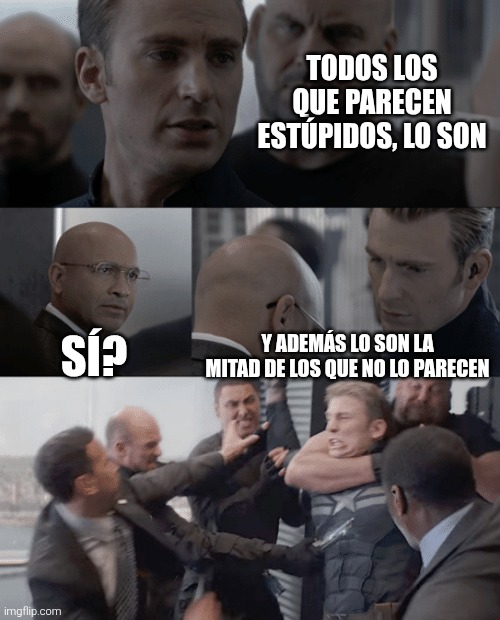 TODOS LOS
QUE PARECEN
ESTÚPIDOS, LO SON
SÍ?
Y ADEMÁS LO SON LA
MITAD DE LOS QUE NO LO PARECEN
imgflip.com